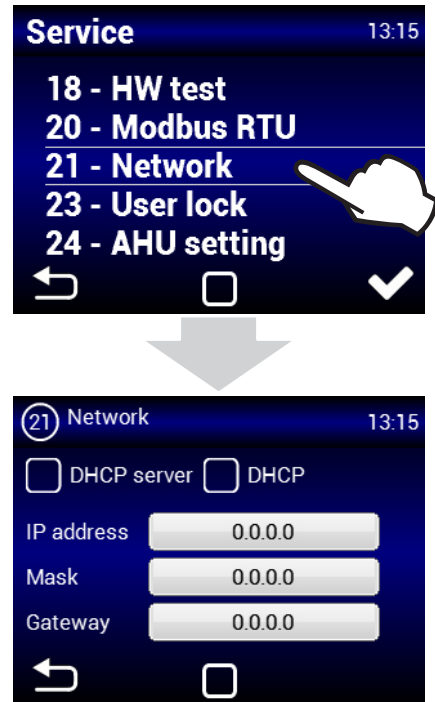 Service 13:15
18 - HW test
20 - Modbus RTU
21 - Network
23 - User lock
24 - AHU setting
21 Network 13:15
DHCP server DHCP
IP address 0.0.0.0
Mask 0.0.0.0
Gateway 0.0.0.0